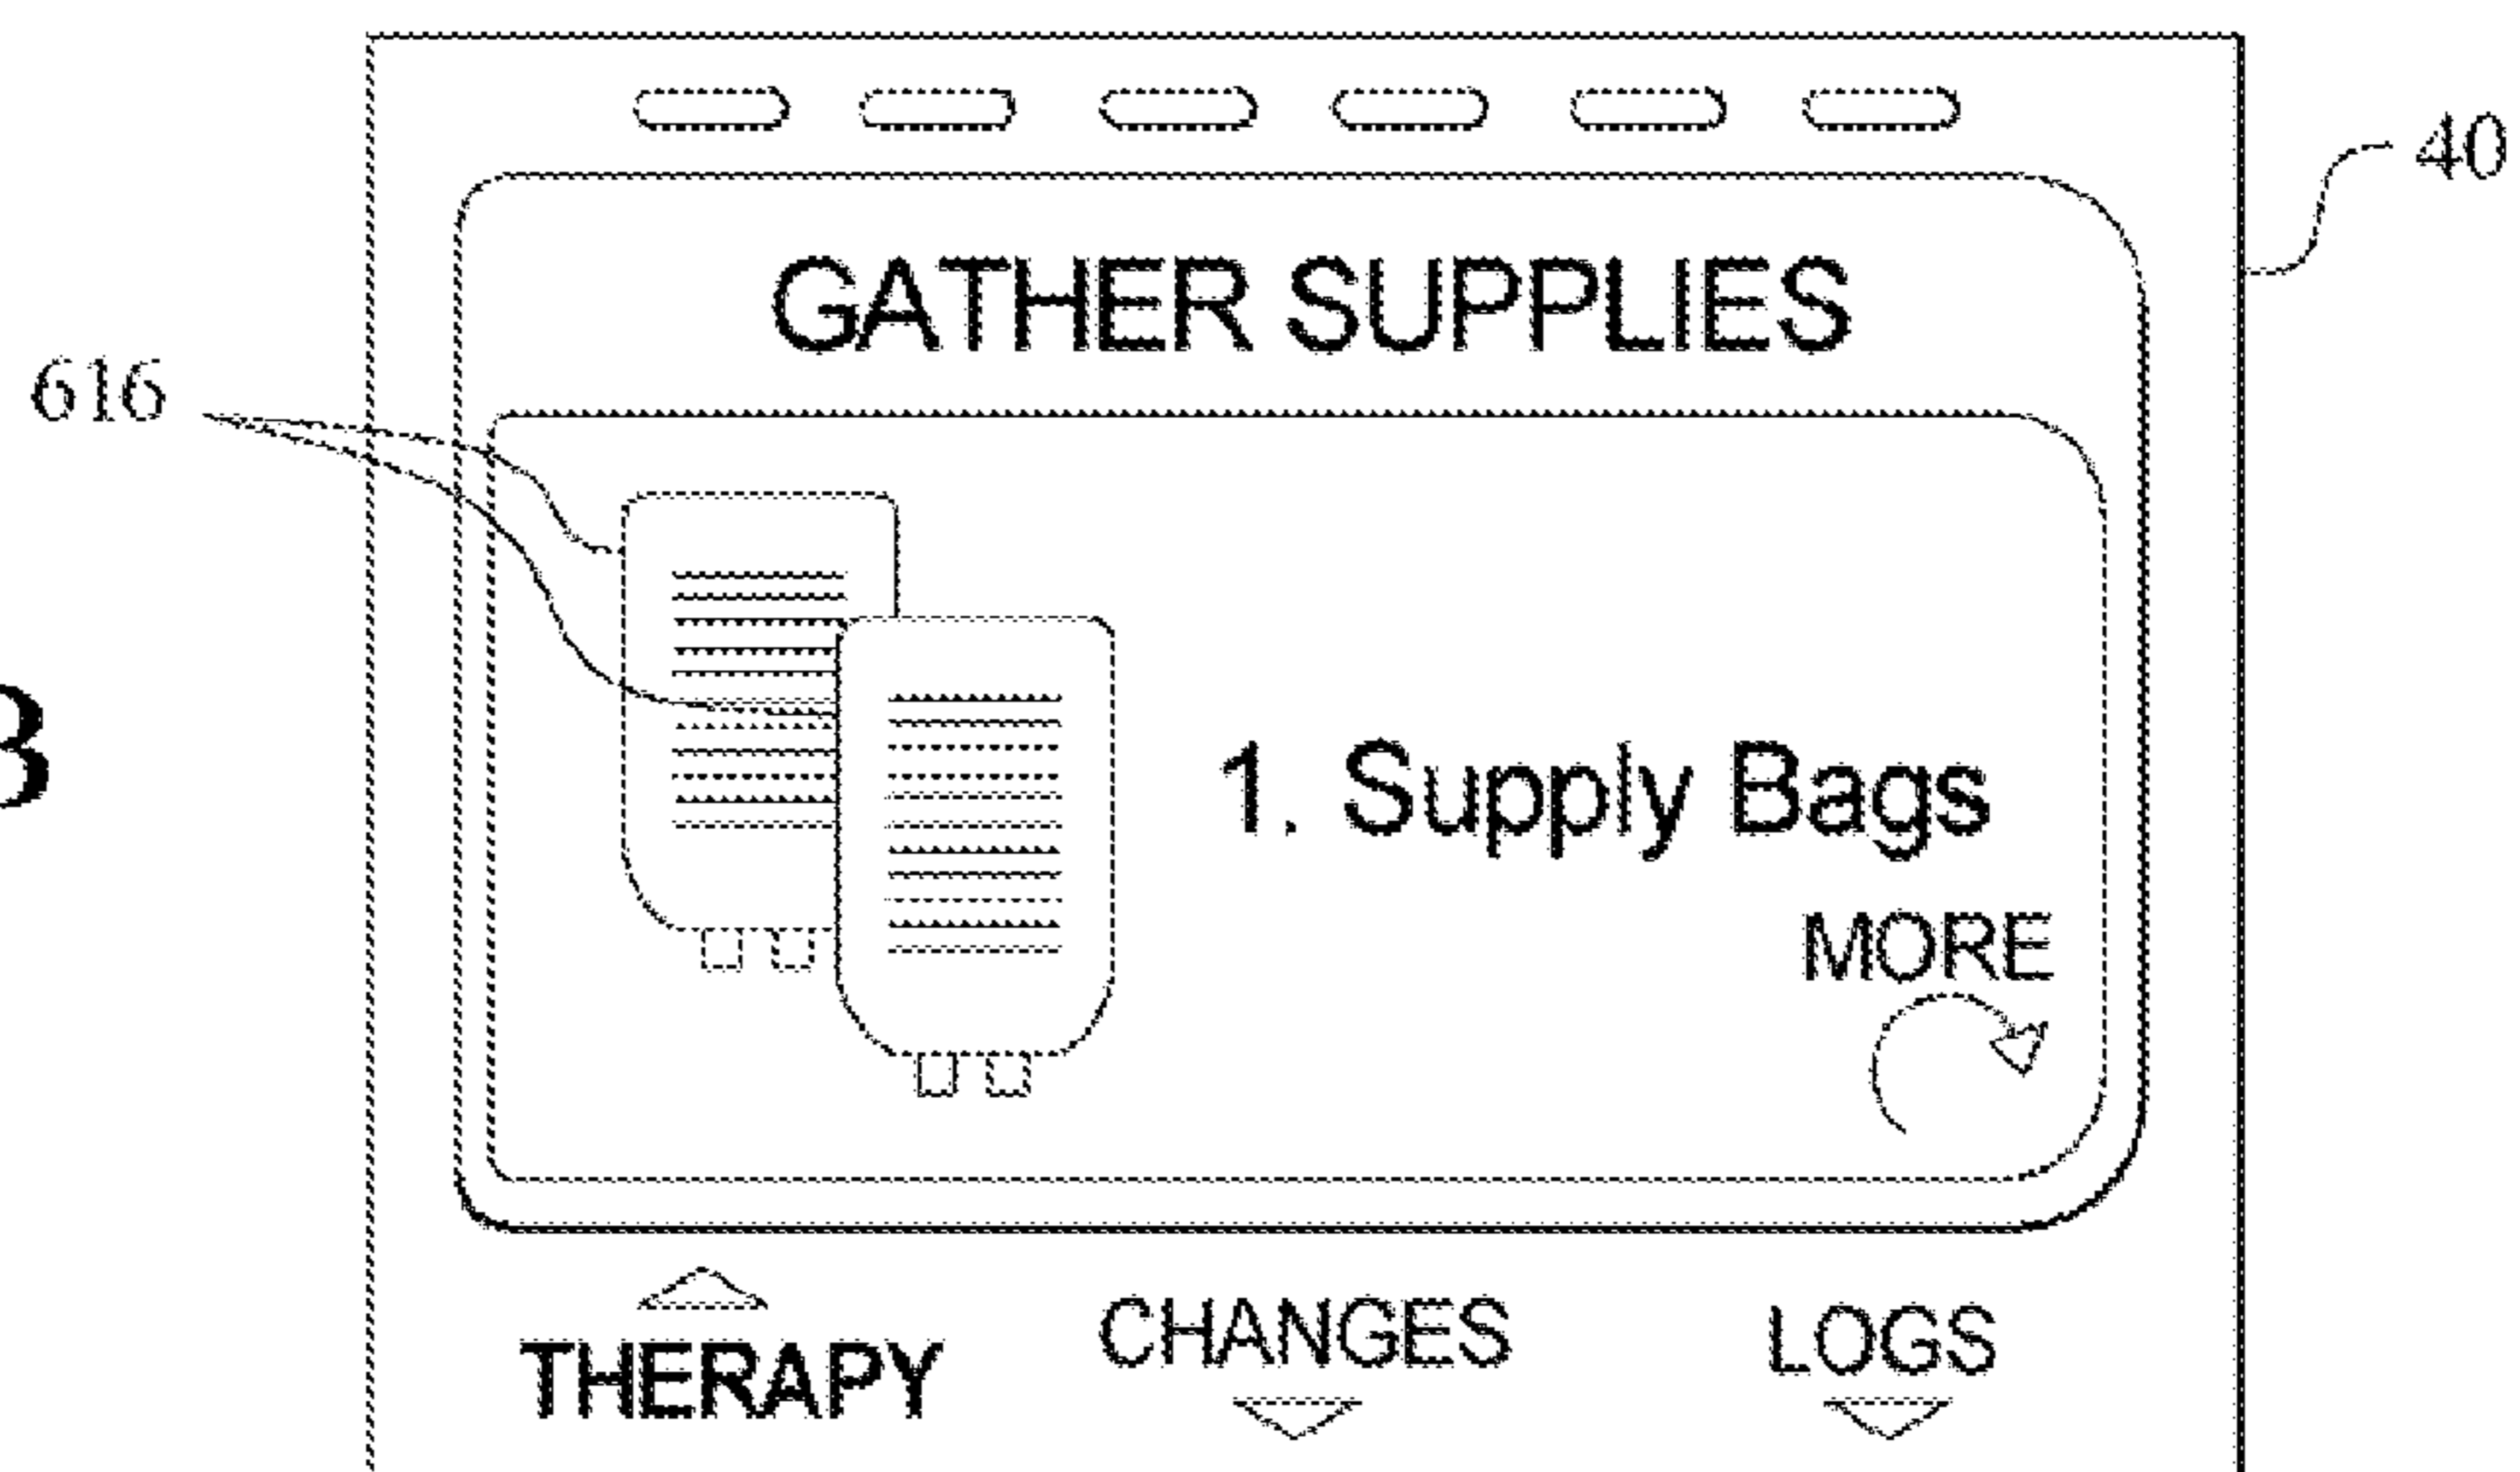 40
GATHER SUPPLIES
616
3
1. Supply Bags
MORE
THERAPY CHANGES LOGS